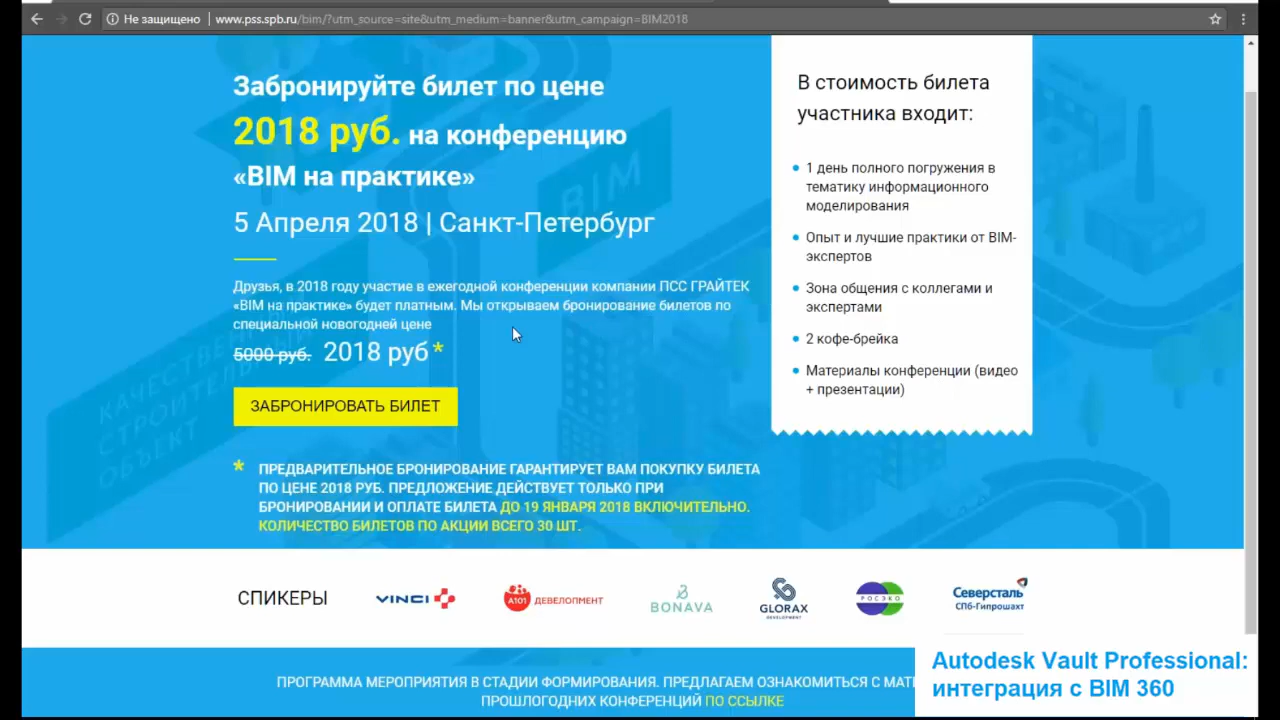 Не защищено
www.pss.spb.ru/bim/?utm_source=site&utm_medium=banner&utm_campaign=BIM2018
Забронируйте билет по цене
2018 руб. на конференцию
«BIM на практике»
5 Апреля 2018 | Санкт-Петербург
Друзья, в 2018 году участие в ежегодной конференции компании ПСС ГРАЙТЕК
«BIM на практике» будет платным. Мы открываем бронирование билетов по
специальной новогодней цене
5000 руб. 2018 руб *
ЗАБРОНИРОВАТЬ БИЛЕТ
* ПРЕДВАРИТЕЛЬНОЕ БРОНИРОВАНИЕ ГАРАНТИРУЕТ ВАМ ПОКУПКУ БИЛЕТА
ПО ЦЕНЕ 2018 РУБ. ПРЕДЛОЖЕНИЕ ДЕЙСТВУЕТ ТОЛЬКО ПРИ
БРОНИРОВАНИИ И ОПЛАТЕ БИЛЕТА ДО 19 ЯНВАРЯ 2018 ВКЛЮЧИТЕЛЬНО.
КОЛИЧЕСТВО БИЛЕТОВ ПО АКЦИИ ВСЕГО 30 ШТ.
В стоимость билета
участника входит:
1 день полного погружения в
тематику информационного
моделирования
Опыт и лучшие практики от BIM-
экспертов
Зона общения с коллегами и
экспертами
2 кофе-брейка
Материалы конференции (видео
+ презентации)
BIM
КАЧЕСТВЕННЫЙ
СТРОИТЕЛЬНЫЙ
ОБЪЕКТ
СПИКЕРЫ
VINCI
А101 ДЕВЕЛОПМЕНТ
BONAVA
GLORAX
DEVELOPMENT
РОСЭКО
Северсталь
СПб-Гипрошахт
ПРОГРАММА МЕРОПРИЯТИЯ В СТАДИИ ФОРМИРОВАНИЯ. ПРЕДЛАГАЕМ ОЗНАКОМИТЬСЯ С МАТ
ПРОШЛОГОДНИХ КОНФЕРЕНЦИЙ ПО ССЫЛКЕ
Autodesk Vault Professional:
интеграция с BIM 360